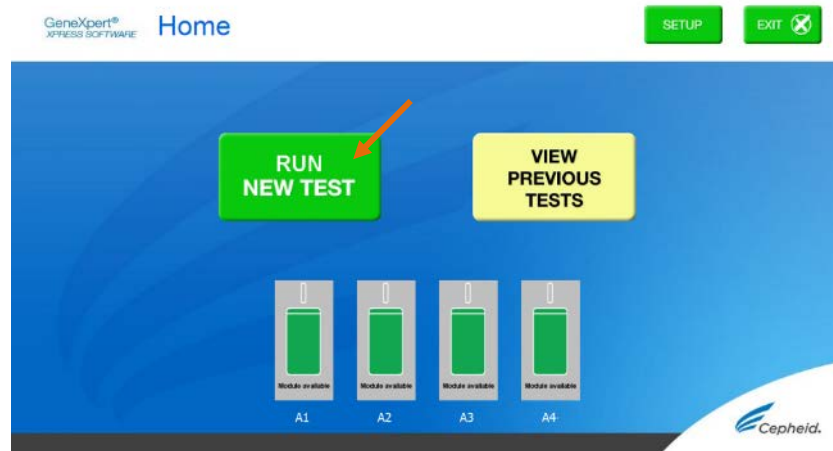 GeneXpert®
XPRESS SOFTWARE
Home
SETUP
EXIT
RUN
NEW TEST
VIEW
PREVIOUS
TESTS
Module available
Module available
Module available
Module available
A1
A2
A3
A4
Cepheid.